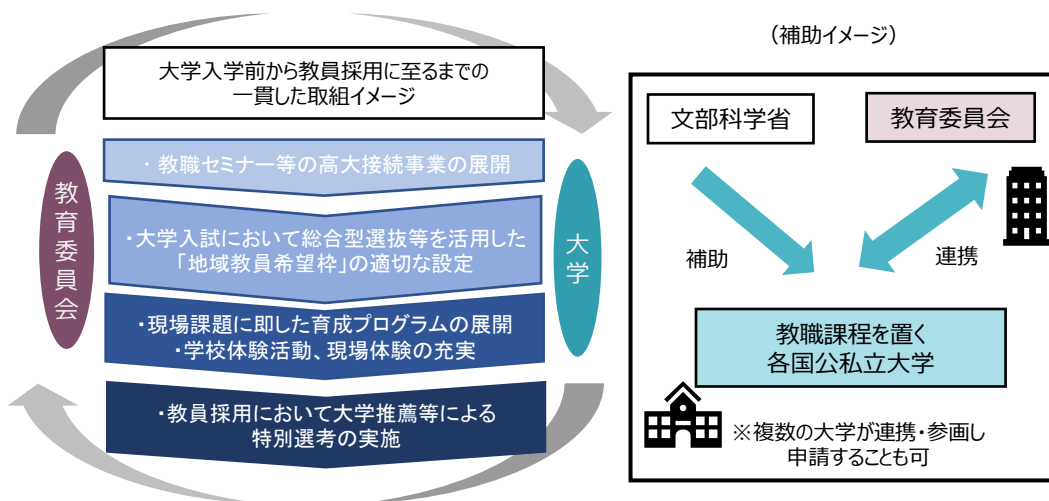 大学入学前から教員採用に至るまでの
一貫した取組イメージ
教育委員会
・教職セミナー等の高大接続事業の展開
・大学入試において総合型選抜等を活用した
「地域教員希望枠」の適切な設定
・現場課題に即した育成プログラムの展開
・学校体験活動、現場体験の充実
・教員採用において大学推薦等による
特別選考の実施
大学
（補助イメージ）
文部科学省
教育委員会
補助
連携
教職課程を置く
各国公私立大学
※複数の大学が連携・参画し
申請することも可